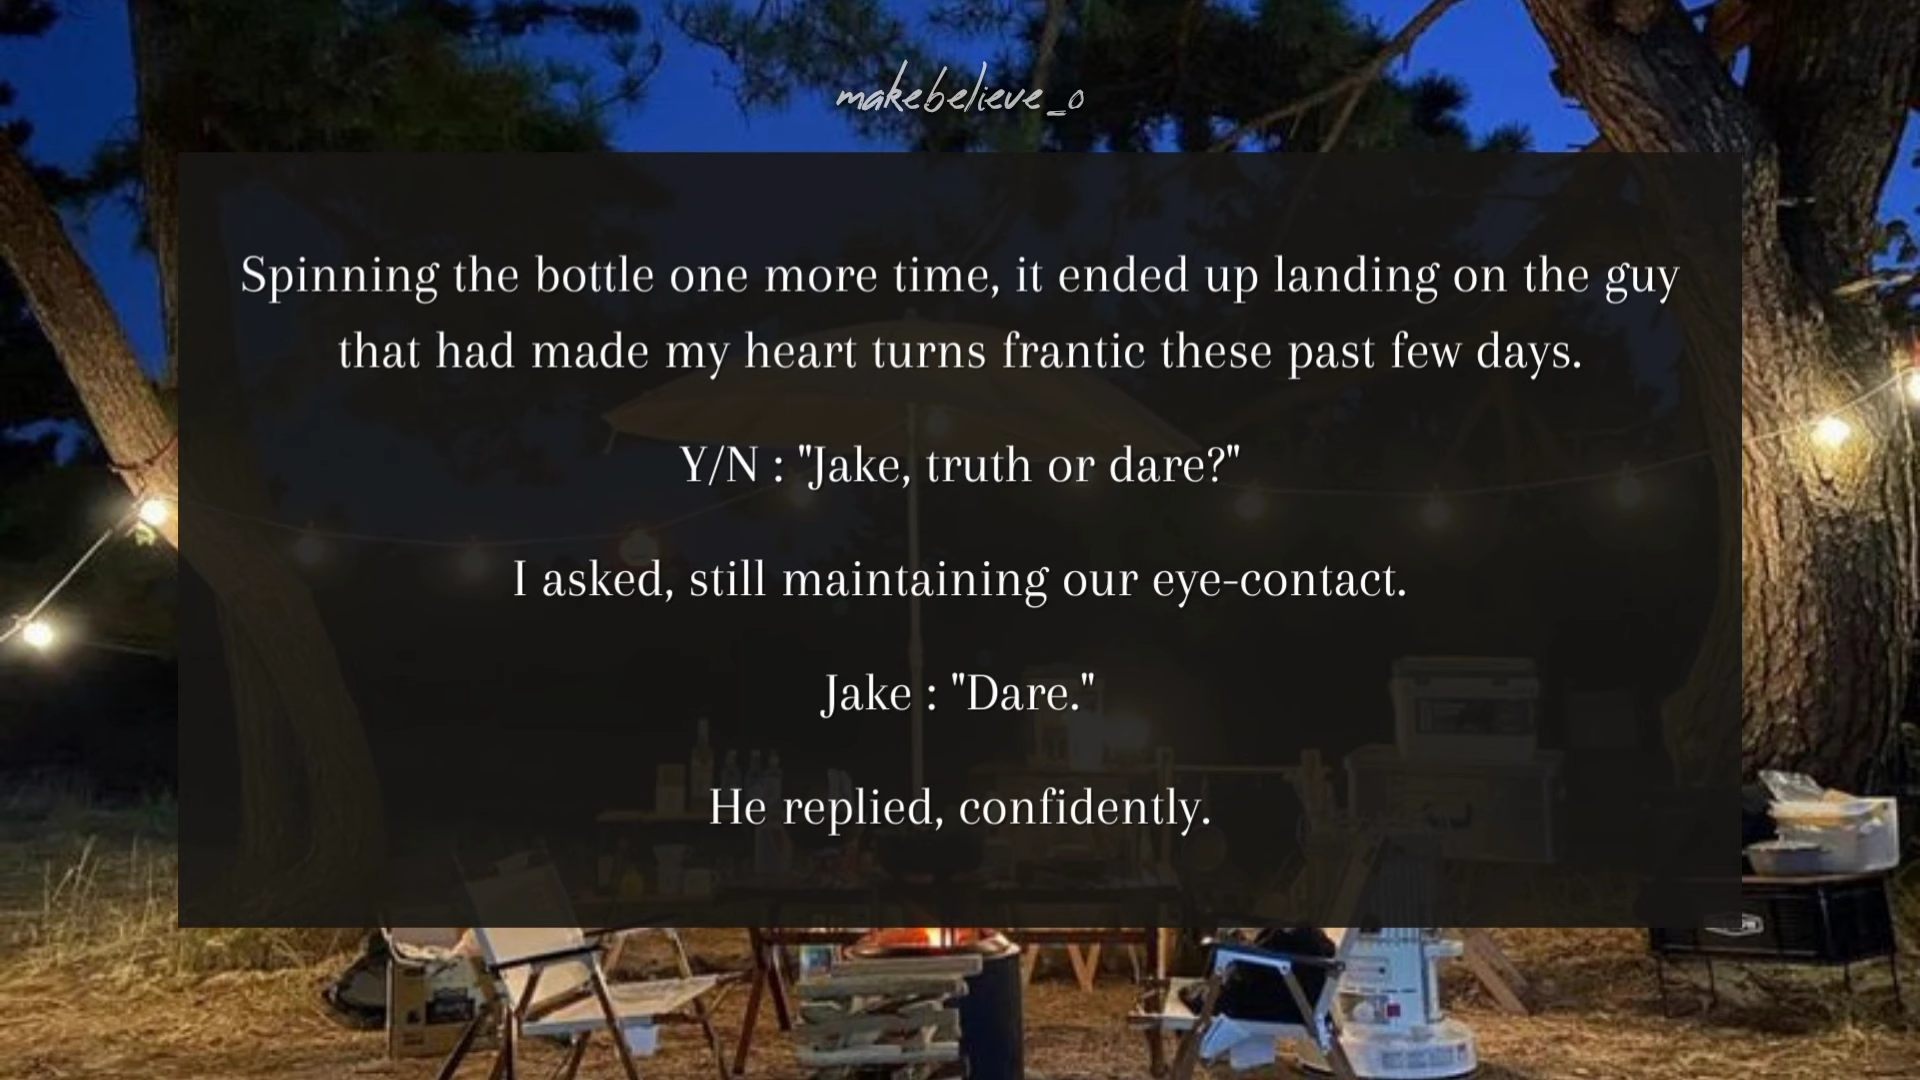 makebelieve_o
Spinning the bottle one more time, it ended up landing on the guy
that had made my heart turns frantic these past few days.
Y/N : "Jake, truth or dare?"
I asked, still maintaining our eye-contact.
Jake : "Dare."
He replied, confidently.